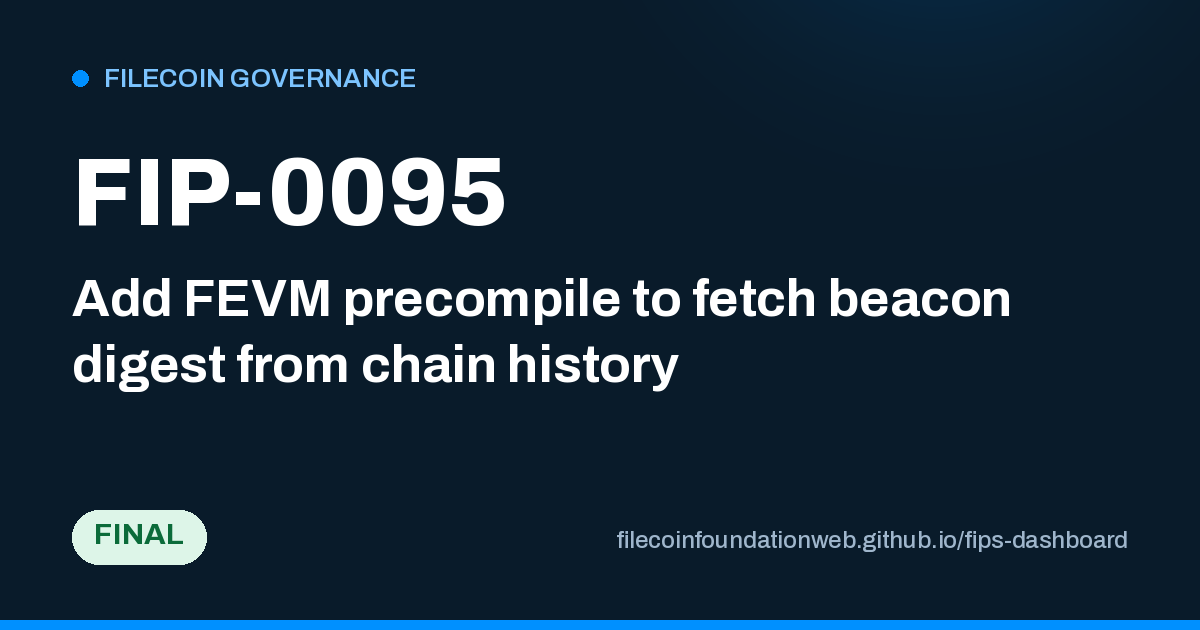 FILECOIN GOVERNANCE
FIP-0095
Add FEVM precompile to fetch beacon
digest from chain history
FINAL
filecoinfoundationweb.github.io/fips-dashboard